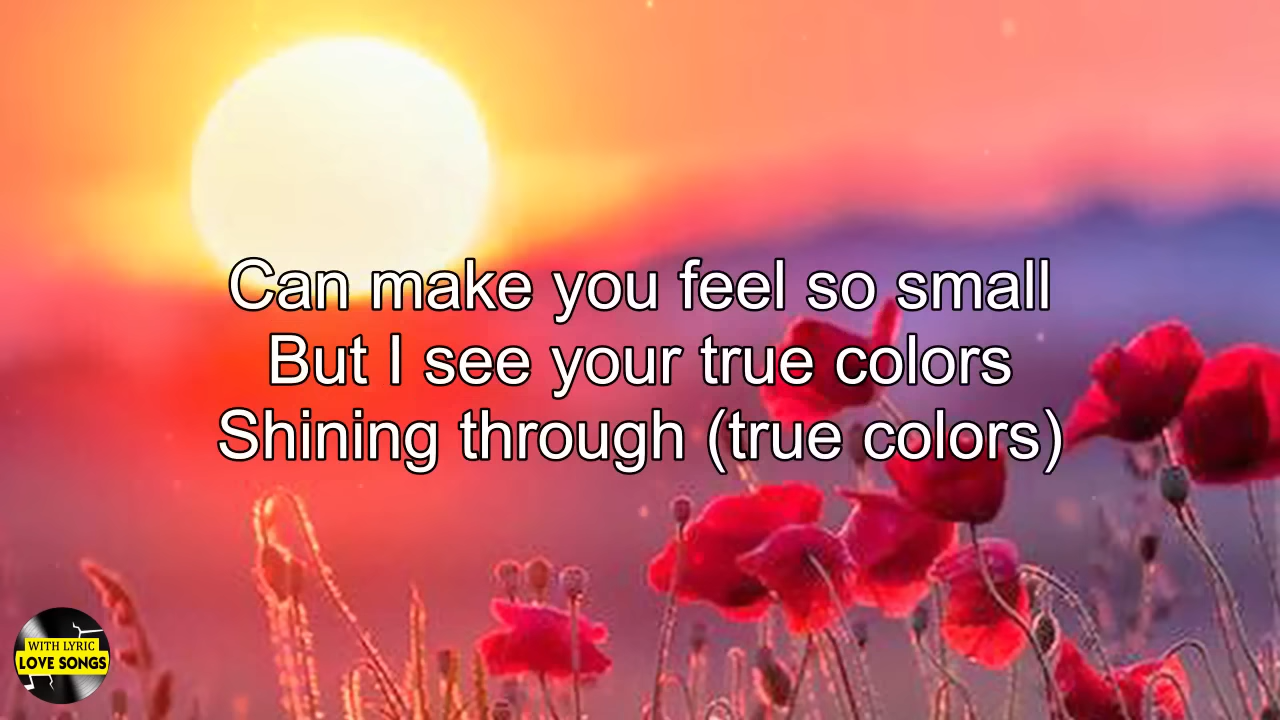 Can make you feel so small
But I see your true colors
Shining through (true colors)
WITH LYRIC
LOVE SONGS